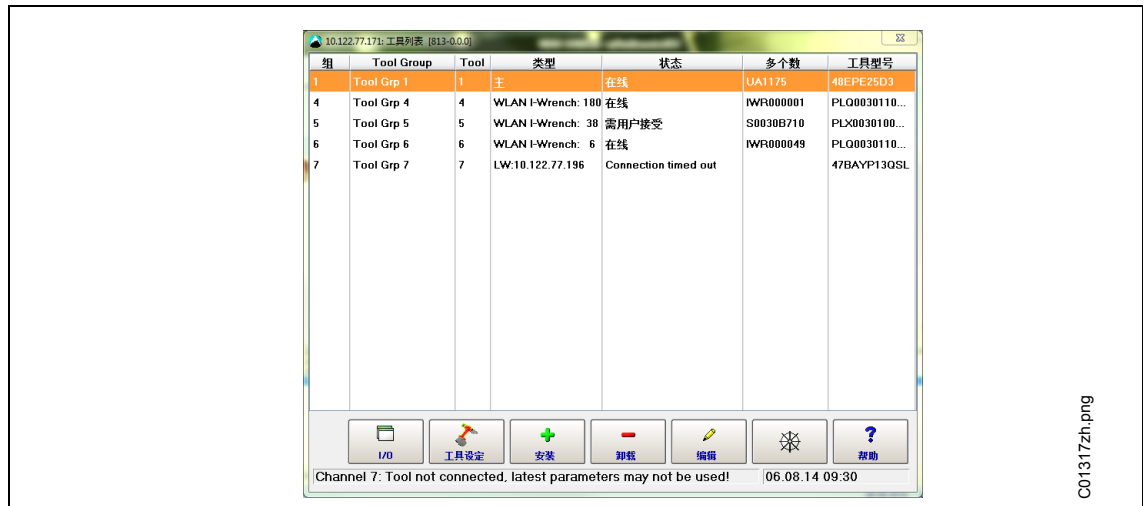 10.122.77.171: 工具列表 [813-0.0.0]
组 Tool Group Tool 类型 状态 多个数 工具型号
1 Tool Grp 1 1 主 在线 UA1175 48EPE25D3
4 Tool Grp 4 4 WLAN I-Wrench: 180 在线 IWR000001 PLQ0030110...
5 Tool Grp 5 5 WLAN I-Wrench: 38 需用户接受 S0030B710 PLX0030100...
6 Tool Grp 6 6 WLAN I-Wrench: 6 在线 IWR000049 PLQ0030110...
7 Tool Grp 7 7 LW:10.122.77.196 Connection timed out 47BAYP13QSL
I/O 工具设定 安装 卸载 编辑 帮助
Channel 7: Tool not connected, latest parameters may not be used! 06.08.14 09:30
C01317zh.png